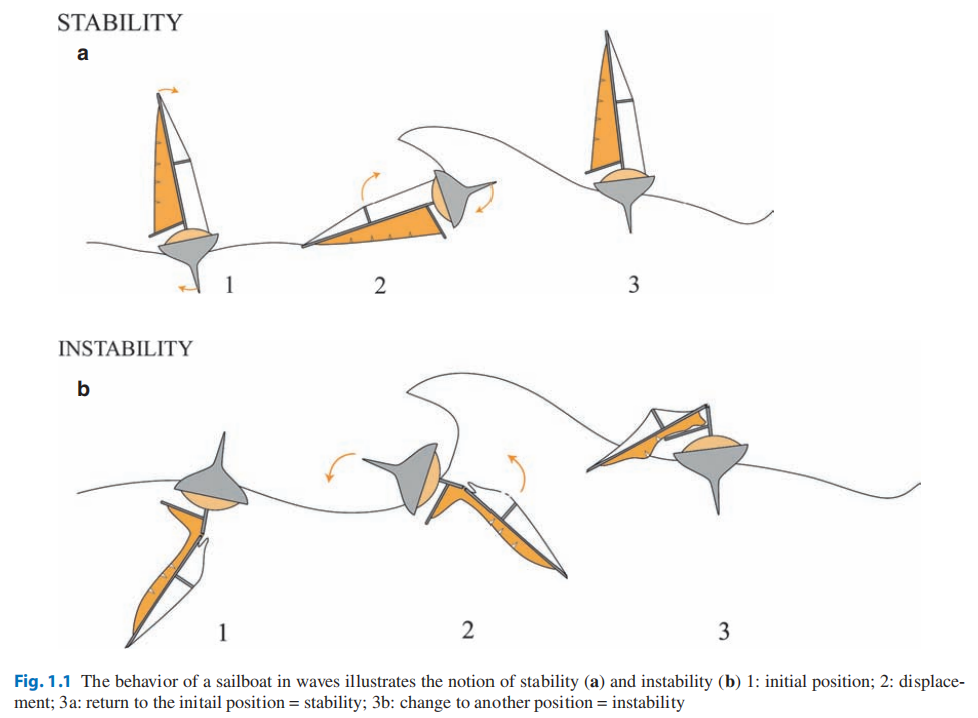 STABILITY
a
1
2
3
INSTABILITY
b
1
2
3
Fig. 1.1 The behavior of a sailboat in waves illustrates the notion of stability (a) and instability (b) 1: initial position; 2: displace-
ment; 3a: return to the initail position = stability; 3b: change to another position = instability